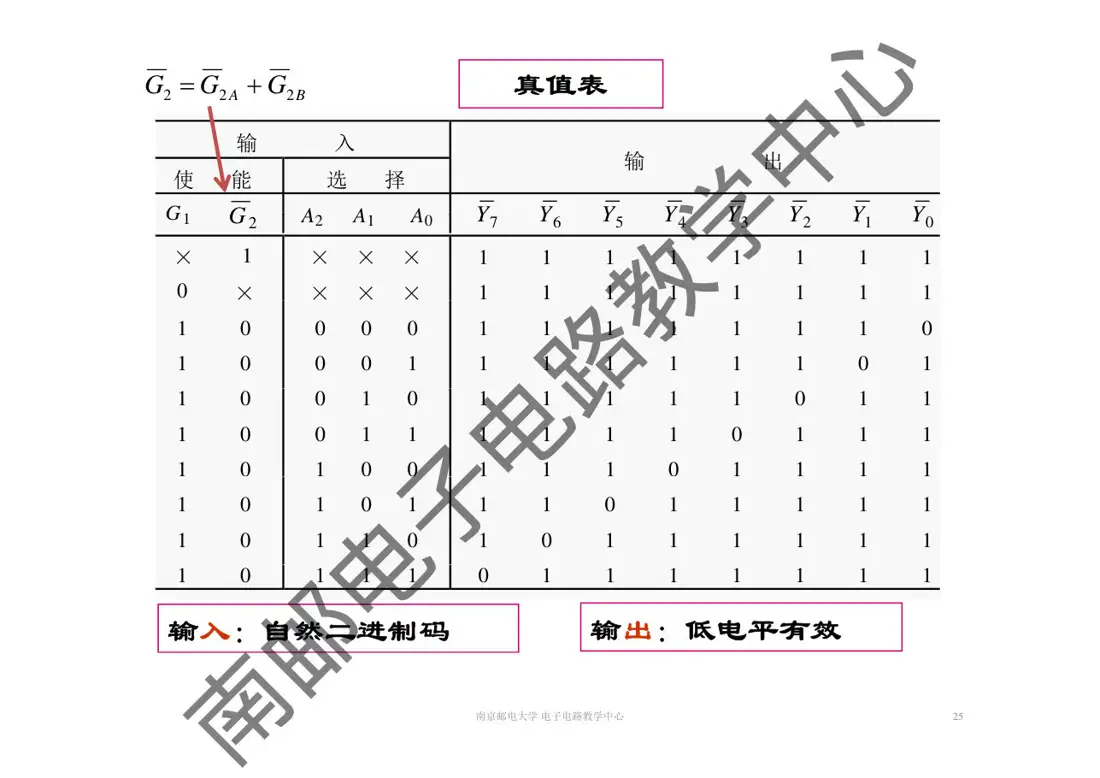 G̅₂ = G̅₂A + G̅₂B
真值表
输 入
输 出
使 能 选 择
G₁ G̅₂ A₂ A₁ A₀ Y̅₇ Y̅₆ Y̅₅ Y̅₄ Y̅₃ Y̅₂ Y̅₁ Y̅₀
× 1 × × × 1 1 1 1 1 1 1 1
0 × × × × 1 1 1 1 1 1 1 1
1 0 0 0 0 1 1 1 1 1 1 1 0
1 0 0 0 1 1 1 1 1 1 1 0 1
1 0 0 1 0 1 1 1 1 1 0 1 1
1 0 0 1 1 1 1 1 1 0 1 1 1
1 0 1 0 0 1 1 1 0 1 1 1 1
1 0 1 0 1 1 1 0 1 1 1 1 1
1 0 1 1 0 1 0 1 1 1 1 1 1
1 0 1 1 1 0 1 1 1 1 1 1 1
输入：自然二进制码
输出：低电平有效
南邮电子电路教学中心
南京邮电大学 电子电路教学中心
25